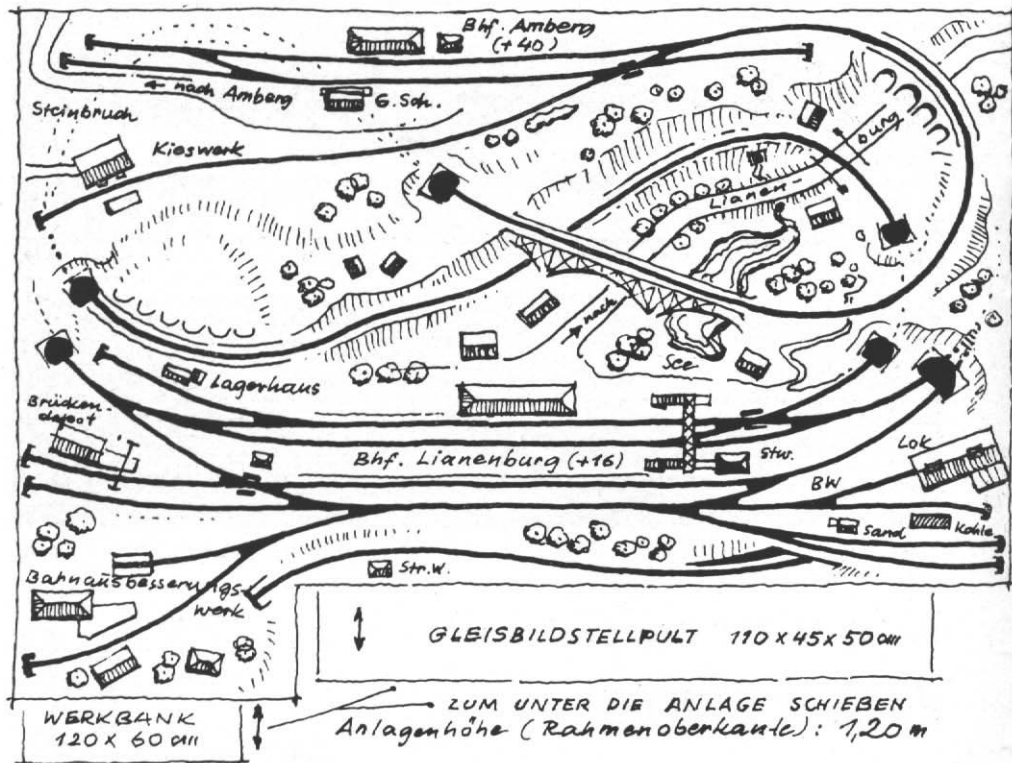 Bhf. Amberg
(+40)
← nach Amberg
G. Sch.
Steinbruch
Kieswerk
burg
Lianen-
nach
See
Lagerhaus
Brücken-
depot
Bhf. Lianenburg (+16)
Stw.
Lok
BW
Sand
Kohle
Str.W.
Bahnausbesserungs-
werk
GLEISBILDSTELLPULT 110 x 45 x 50 cm
ZUM UNTER DIE ANLAGE SCHIEBEN
WERKBANK
120 x 60 cm
Anlagenhöhe (Rahmenoberkante): 1,20 m